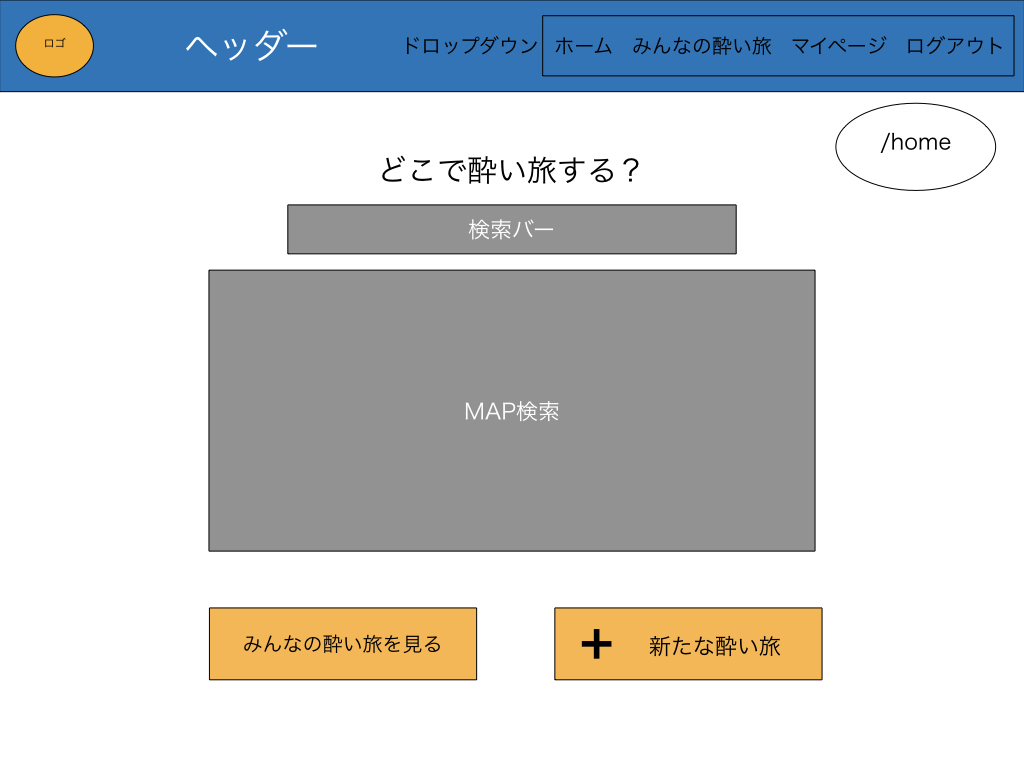 ロゴ
ヘッダー
ドロップダウン
ホーム みんなの酔い旅 マイページ ログアウト
/home
どこで酔い旅する？
検索バー
MAP検索
みんなの酔い旅を見る
+ 新たな酔い旅